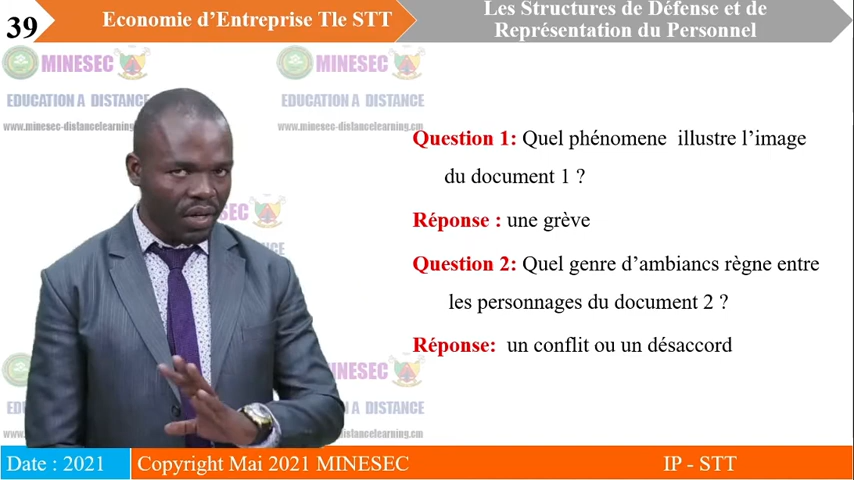 39
Economie d’Entreprise Tle STT
Les Structures de Défense et de
Représentation du Personnel
MINESEC
MINESEC
EDUCATION A DISTANCE
EDUCATION A DISTANCE
www.minesec-distancelearning.cm
www.minesec-distancelearning.cm
Question 1: Quel phénomene illustre l’image
du document 1 ?
Réponse : une grève
Question 2: Quel genre d’ambiancs règne entre
les personnages du document 2 ?
Réponse: un conflit ou un désaccord
Date : 2021
Copyright Mai 2021 MINESEC
IP - STT